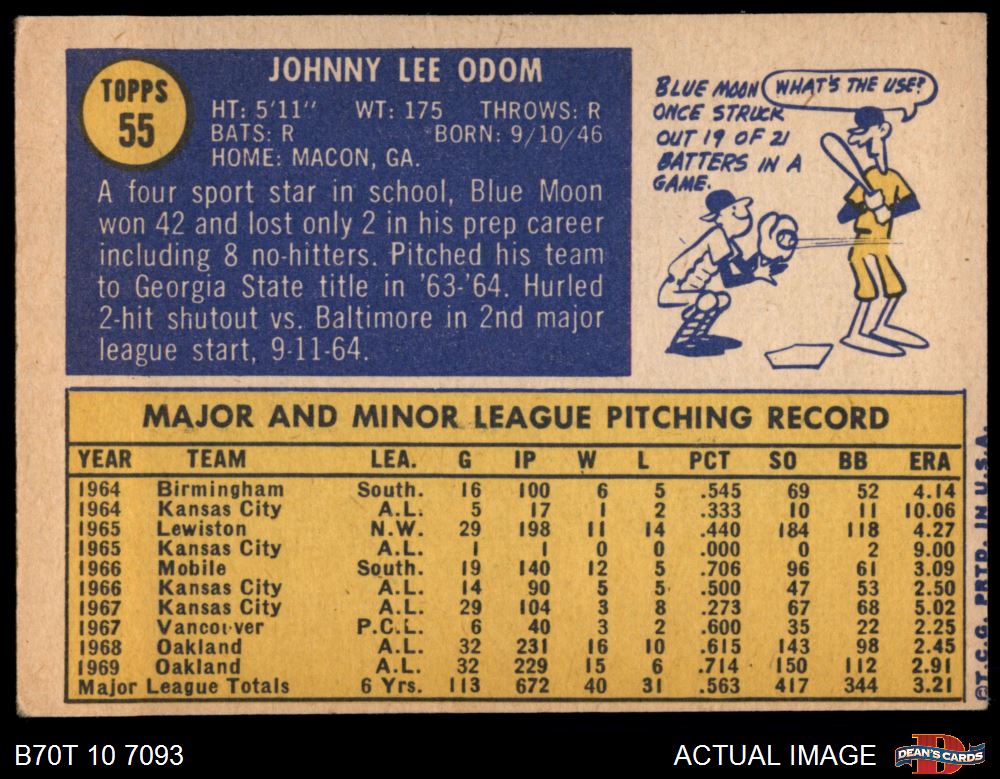 TOPPS
55
JOHNNY LEE ODOM
HT: 5'11" WT: 175 THROWS: R
BATS: R BORN: 9/10/46
HOME: MACON, GA.
A four sport star in school, Blue Moon
won 42 and lost only 2 in his prep career
including 8 no-hitters. Pitched his team
to Georgia State title in '63-'64. Hurled
2-hit shutout vs. Baltimore in 2nd major
league start, 9-11-64.
BLUE MOON
ONCE STRUCK
OUT 19 OF 21
BATTERS IN A
GAME.
WHAT'S THE USE?
MAJOR AND MINOR LEAGUE PITCHING RECORD
YEAR TEAM LEA. G IP W L PCT SO BB ERA
1964 Birmingham South. 16 100 6 5 .545 69 52 4.14
1964 Kansas City A.L. 5 17 1 2 .333 10 11 10.06
1965 Lewiston N.W. 29 198 11 14 .440 184 118 4.27
1965 Kansas City A.L. 1 1 0 0 .000 0 2 9.00
1966 Mobile South. 19 140 12 5 .706 96 61 3.09
1966 Kansas City A.L. 14 90 5 5 .500 47 53 2.50
1967 Kansas City A.L. 29 104 3 8 .273 67 68 5.02
1967 Vancouver P.C.L. 6 40 3 2 .600 35 22 2.25
1968 Oakland A.L. 32 231 16 10 .615 143 98 2.45
1969 Oakland A.L. 32 229 15 6 .714 150 112 2.91
Major League Totals 6 Yrs. 113 672 40 31 .563 417 344 3.21
©T.C.G. PRTD. IN U.S.A.
B70T 10 7093
ACTUAL IMAGE
DEAN'S CARDS